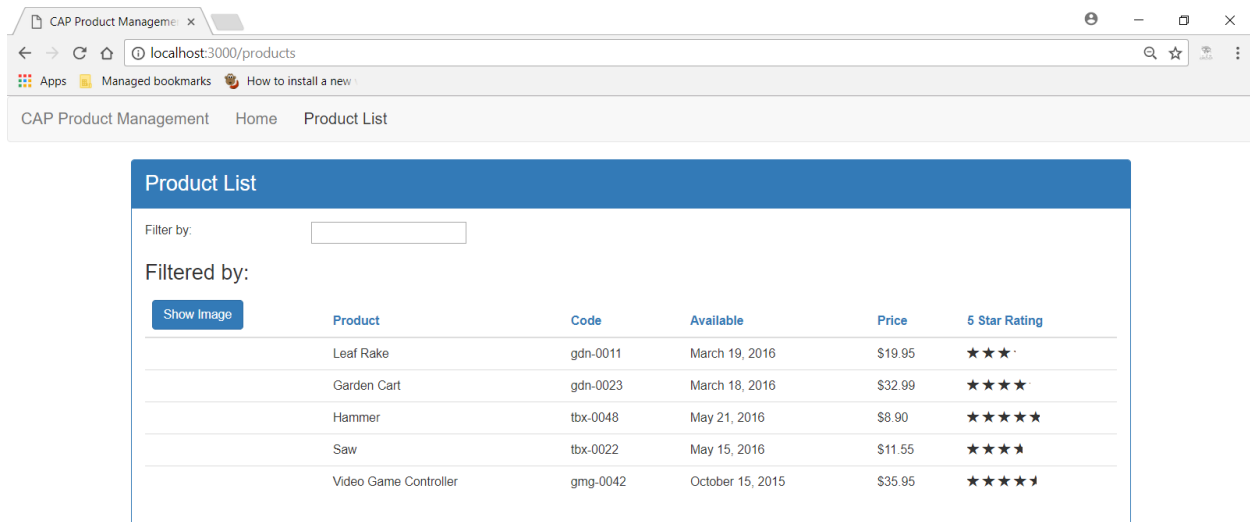 CAP Product Manageme
localhost:3000/products
Apps Managed bookmarks How to install a new
CAP Product Management Home Product List
Product List
Filter by:
Filtered by:
Show Image Product Code Available Price 5 Star Rating
Leaf Rake gdn-0011 March 19, 2016 $19.95
Garden Cart gdn-0023 March 18, 2016 $32.99
Hammer tbx-0048 May 21, 2016 $8.90
Saw tbx-0022 May 15, 2016 $11.55
Video Game Controller gmg-0042 October 15, 2015 $35.95